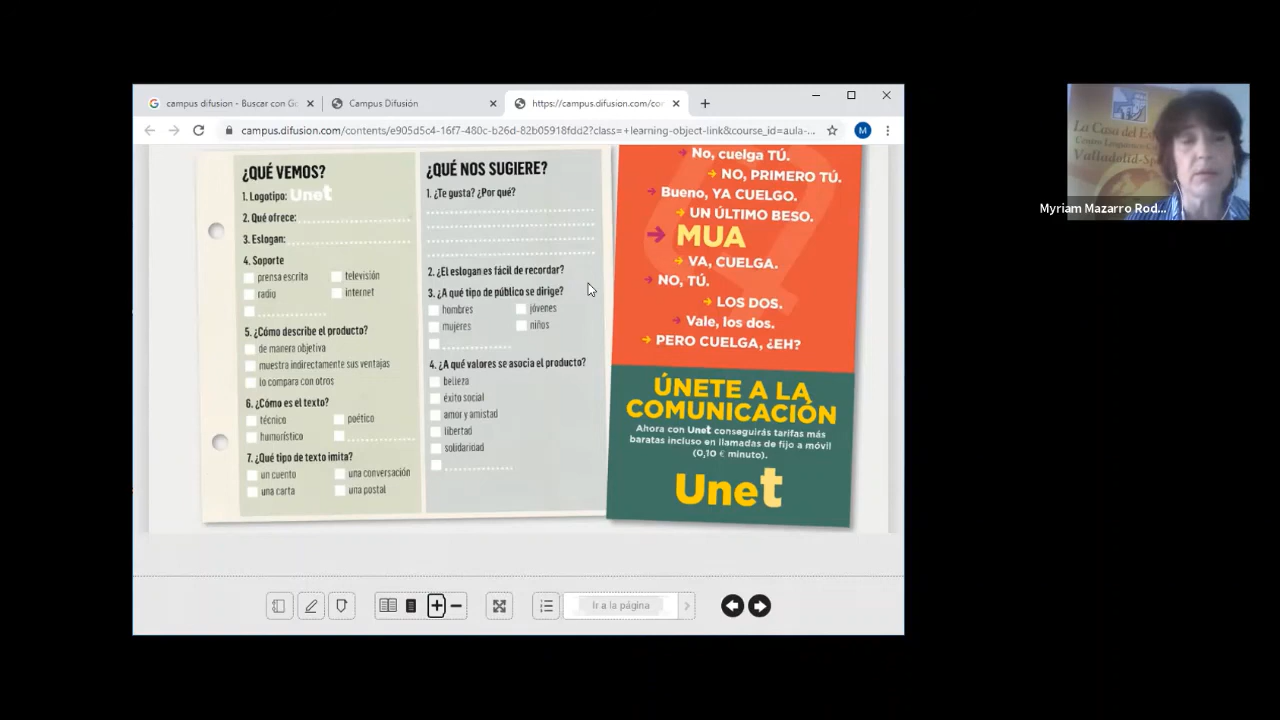 campus difusion - Buscar con Go
Campus Difusión
https://campus.difusion.com/co
campus.difusion.com/contents/e905d5c4-16f7-480c-b26d-82b05918fdd2?class=+learning-object-link&course_id=aula-...
M
¿QUÉ VEMOS?
1. Logotipo: Unet
2. Qué ofrece:
3. Eslogan:
4. Soporte
prensa escrita
televisión
radio
internet
5. ¿Cómo describe el producto?
de manera objetiva
muestra indirectamente sus ventajas
lo compara con otros
6. ¿Cómo es el texto?
técnico
poético
humorístico
7. ¿Qué tipo de texto imita?
un cuento
una conversación
una carta
una postal
¿QUÉ NOS SUGIERE?
1. ¿Te gusta? ¿Por qué?
2. ¿El eslogan es fácil de recordar?
3. ¿A qué tipo de público se dirige?
hombres
jóvenes
mujeres
niños
4. ¿A qué valores se asocia el producto?
belleza
éxito social
amor y amistad
libertad
solidaridad
No, cuelga TÚ.
NO, PRIMERO TÚ.
Bueno, YA CUELGO.
UN ÚLTIMO BESO.
MUA
VA, CUELGA.
NO, TÚ.
LOS DOS.
Vale, los dos.
PERO CUELGA, ¿EH?
ÚNETE A LA
COMUNICACIÓN
Ahora con Unet conseguirás tarifas más
baratas incluso en llamadas de fijo a móvil
(0,10 € minuto).
Unet
Ir a la página
La Casa del Es
Valladolid-Sp
Myriam Mazarro Rod...